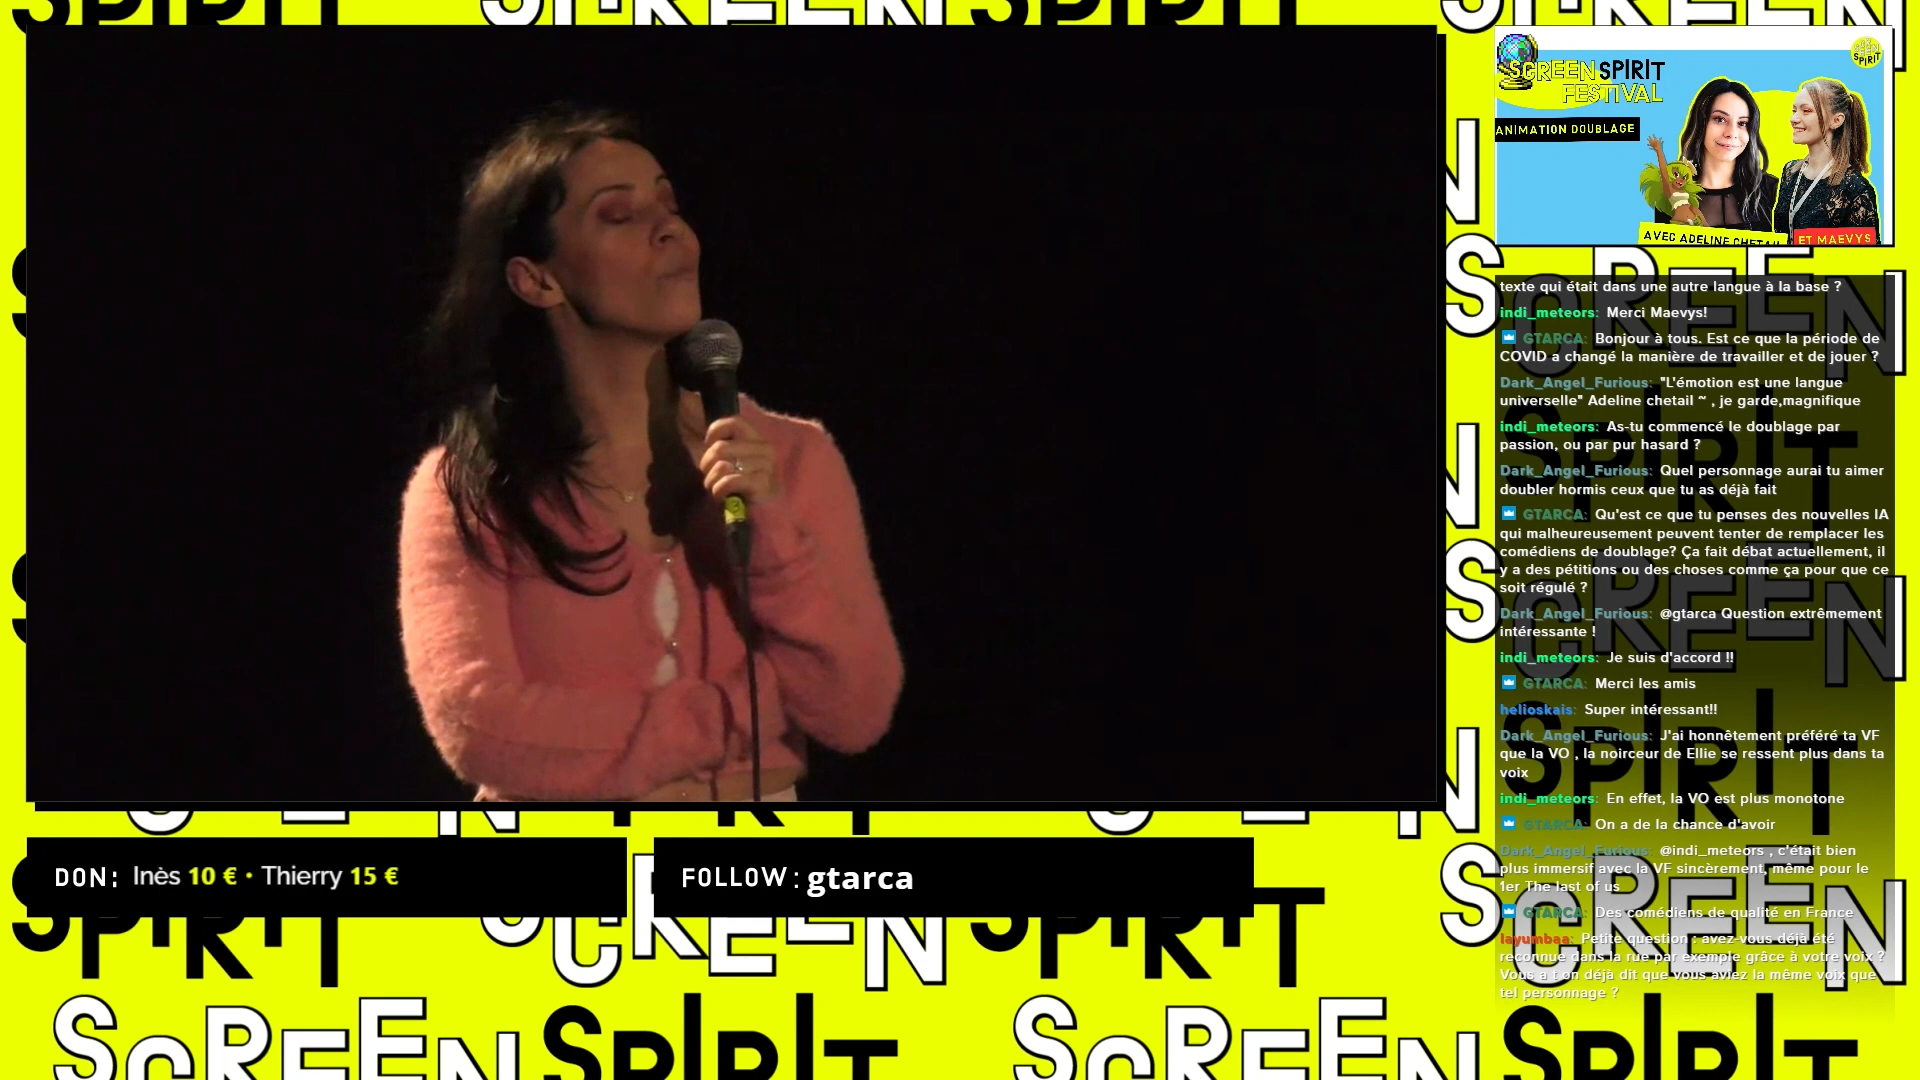 SCREEN SPIRIT
FESTIVAL
ANIMATION DOUBLAGE
AVEC ADELINE CHETAIL
ET MAEVYS
texte qui était dans une autre langue à la base ?
indi_meteors: Merci Maevys!
GTARCA: Bonjour à tous. Est ce que la période de
COVID a changé la manière de travailler et de jouer ?
Dark_Angel_Furious: "L'émotion est une langue
universelle" Adeline chetail ~ , je garde,magnifique
indi_meteors: As-tu commencé le doublage par
passion, ou par pur hasard ?
Dark_Angel_Furious: Quel personnage aurai tu aimer
doubler hormis ceux que tu as déjà fait
GTARCA: Qu'est ce que tu penses des nouvelles IA
qui malheureusement peuvent tenter de remplacer les
comédiens de doublage? Ça fait débat actuellement, il
y a des pétitions ou des choses comme ça pour que ce
soit régulé ?
Dark_Angel_Furious: @gtarca Question extrêmement
intéressante !
indi_meteors: Je suis d'accord !!
GTARCA: Merci les amis
helioskais: Super intéressant!!
Dark_Angel_Furious: J'ai honnêtement préféré ta VF
que la VO , la noirceur de Ellie se ressent plus dans ta
voix
indi_meteors: En effet, la VO est plus monotone
GTARCA: On a de la chance d'avoir
Dark_Angel_Furious: @indi_meteors , c'était bien
plus immersif avec la VF sincèrement, même pour le
1er The last of us
GTARCA: Des comédiens de qualité en France
layumbaa: Petite question : avez-vous déjà été
reconnue dans la rue par exemple grâce à votre voix ?
Vous a t on déjà dit que vous aviez la même voix que
tel personnage ?
DON: Inès 10 € • Thierry 15 €
FOLLOW: gtarca
SCREEN SPIRIT SCREEN SPIRIT